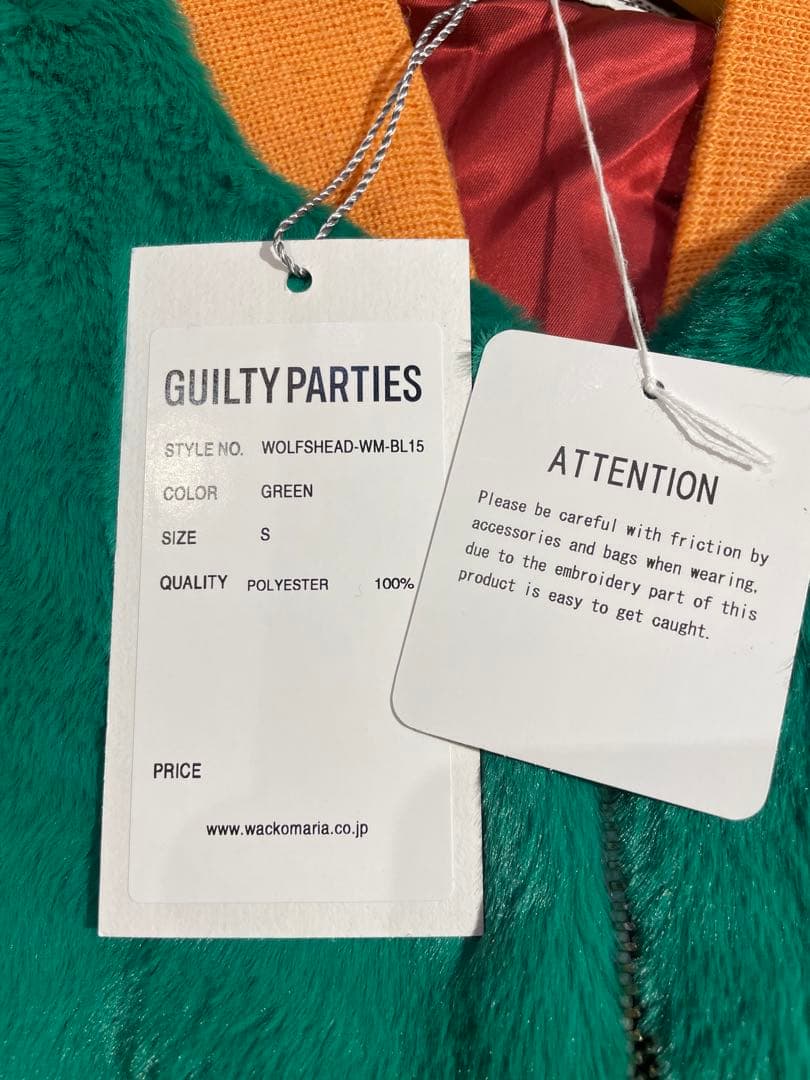 GUILTY PARTIES
STYLE NO. WOLFSHEAD-WM-BL15
COLOR GREEN
SIZE S
QUALITY POLYESTER 100%
PRICE
www.wackomaria.co.jp
ATTENTION
Please be careful with friction by
accessories and bags when wearing,
due to the embroidery part of this
product is easy to get caught.